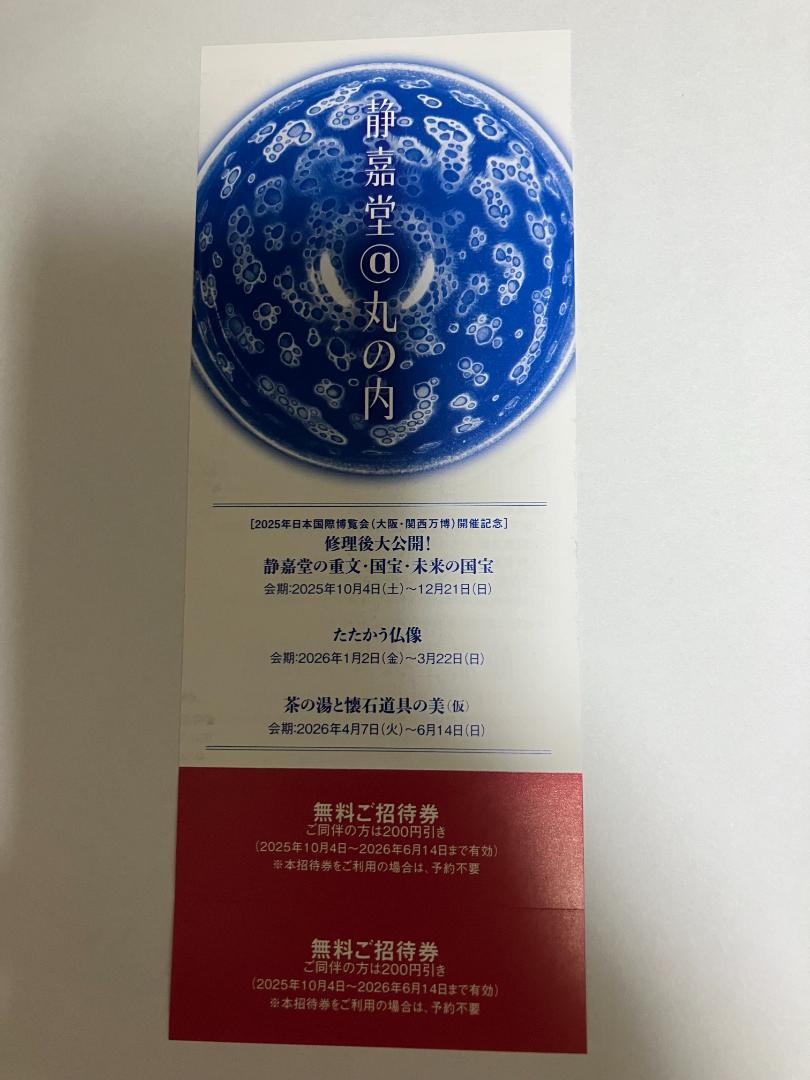 静嘉堂@丸の内
[2025年日本国際博覧会(大阪・関西万博)開催記念]
修理後大公開!
静嘉堂の重文・国宝・未来の国宝
会期:2025年10月4日(土)〜12月21日(日)
たたかう仏像
会期:2026年1月2日(金)〜3月22日(日)
茶の湯と懐石道具の美(仮)
会期:2026年4月7日(火)〜6月14日(日)
無料ご招待券
ご同伴の方は200円引き
(2025年10月4日〜2026年6月14日まで有効)
※本招待券をご利用の場合は、予約不要
無料ご招待券
ご同伴の方は200円引き
(2025年10月4日〜2026年6月14日まで有効)
※本招待券をご利用の場合は、予約不要